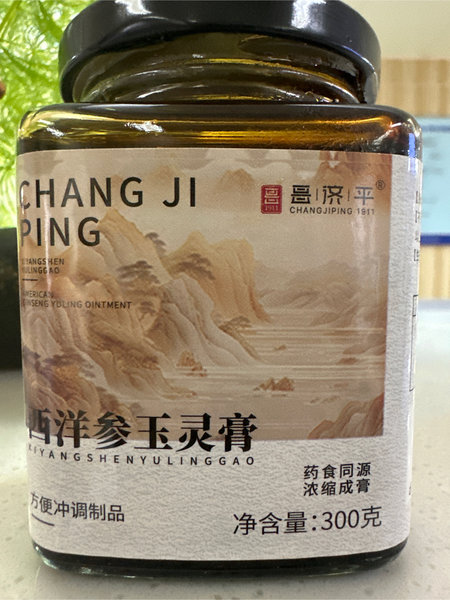 CHANG JI
PING
XIYANGSHEN
YULINGGAO
AMERICAN
GINSENG YULING OINTMENT
昌济平®
1911
CHANGJIPING 1911
西洋参玉灵膏
XIYANGSHENYULINGGAO
方便冲调制品
药食同源
浓缩成膏
净含量:300克